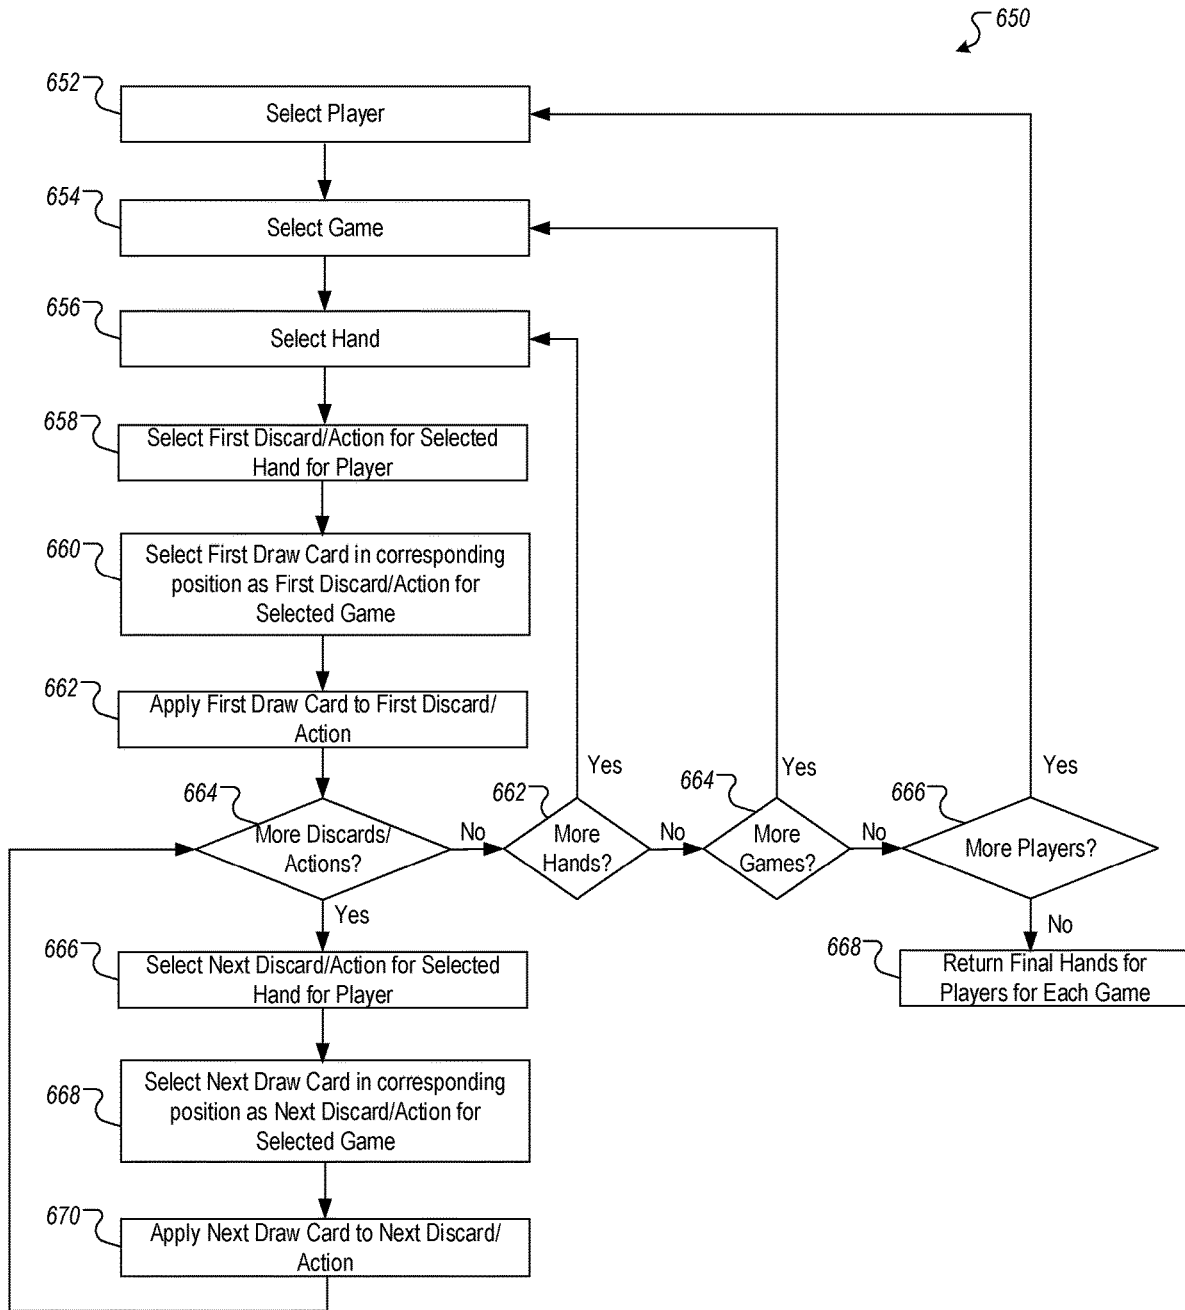 650
652
Select Player
654
Select Game
656
Select Hand
658
Select First Discard/Action for Selected
Hand for Player
660
Select First Draw Card in corresponding
position as First Discard/Action for
Selected Game
662
Apply First Draw Card to First Discard/
Action
664
More Discards/
Actions?
No
Yes
662
More
Hands?
Yes
No
664
More
Games?
Yes
No
666
More Players?
Yes
No
666
Select Next Discard/Action for Selected
Hand for Player
668
Return Final Hands for
Players for Each Game
668
Select Next Draw Card in corresponding
position as Next Discard/Action for
Selected Game
670
Apply Next Draw Card to Next Discard/
Action